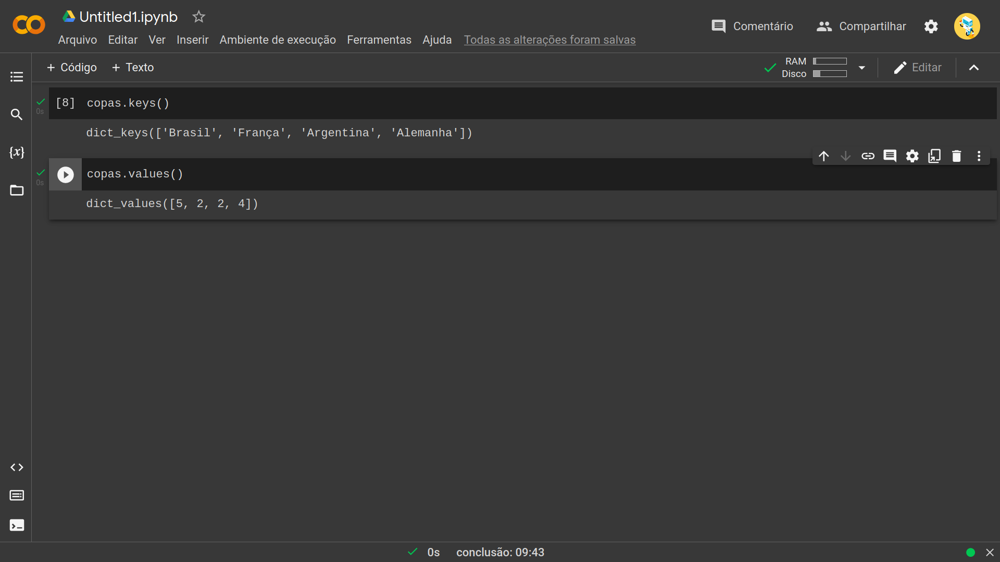 Untitled1.ipynb
Arquivo Editar Ver Inserir Ambiente de execução Ferramentas Ajuda Todas as alterações foram salvas
Comentário Compartilhar
+ Código + Texto
RAM
Disco
Editar
[8] copas.keys()
0s
dict_keys(['Brasil', 'França', 'Argentina', 'Alemanha'])
{x}
copas.values()
0s
dict_values([5, 2, 2, 4])
0s conclusão: 09:43